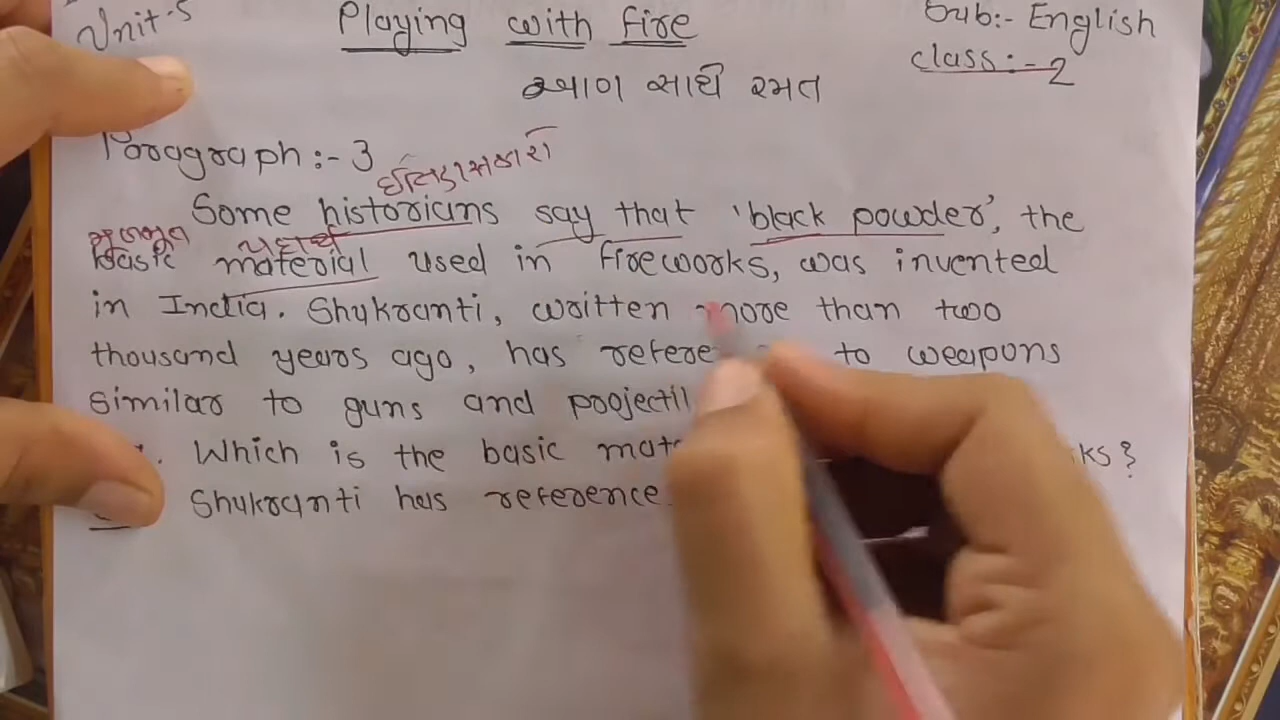 Unit-5
Playing with fire
Sub:- English
class:-2
આગ સાથે રમત
Paragraph:-3
ઈતિહાસકારો
Some historians say that 'black powder', the
મૂળભૂત પદાર્થ
basic material used in fireworks, was invented
in India. Shukranti, written more than two
thousand years ago, has to weapons
similar to guns and
Which is the basic
Shukranti has reference